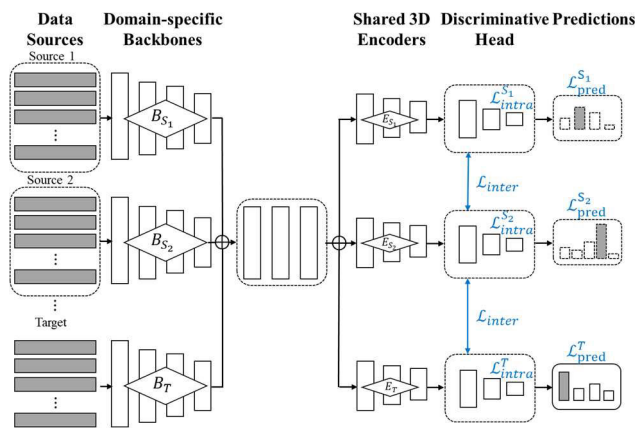 Data Sources
Domain-specific Backbones
Shared 3D Encoders
Discriminative Head
Predictions
Source 1
⋮
B_{S_1}
E_{S_1}
ℒ_{intra}^{S_1}
ℒ_{pred}^{S_1}
ℒ_{inter}
Source 2
⋮
B_{S_2}
E_{S_2}
ℒ_{intra}^{S_2}
ℒ_{pred}^{S_2}
⋮
ℒ_{inter}
Target
⋮
B_T
E_T
ℒ_{intra}^{T}
ℒ_{pred}^{T}